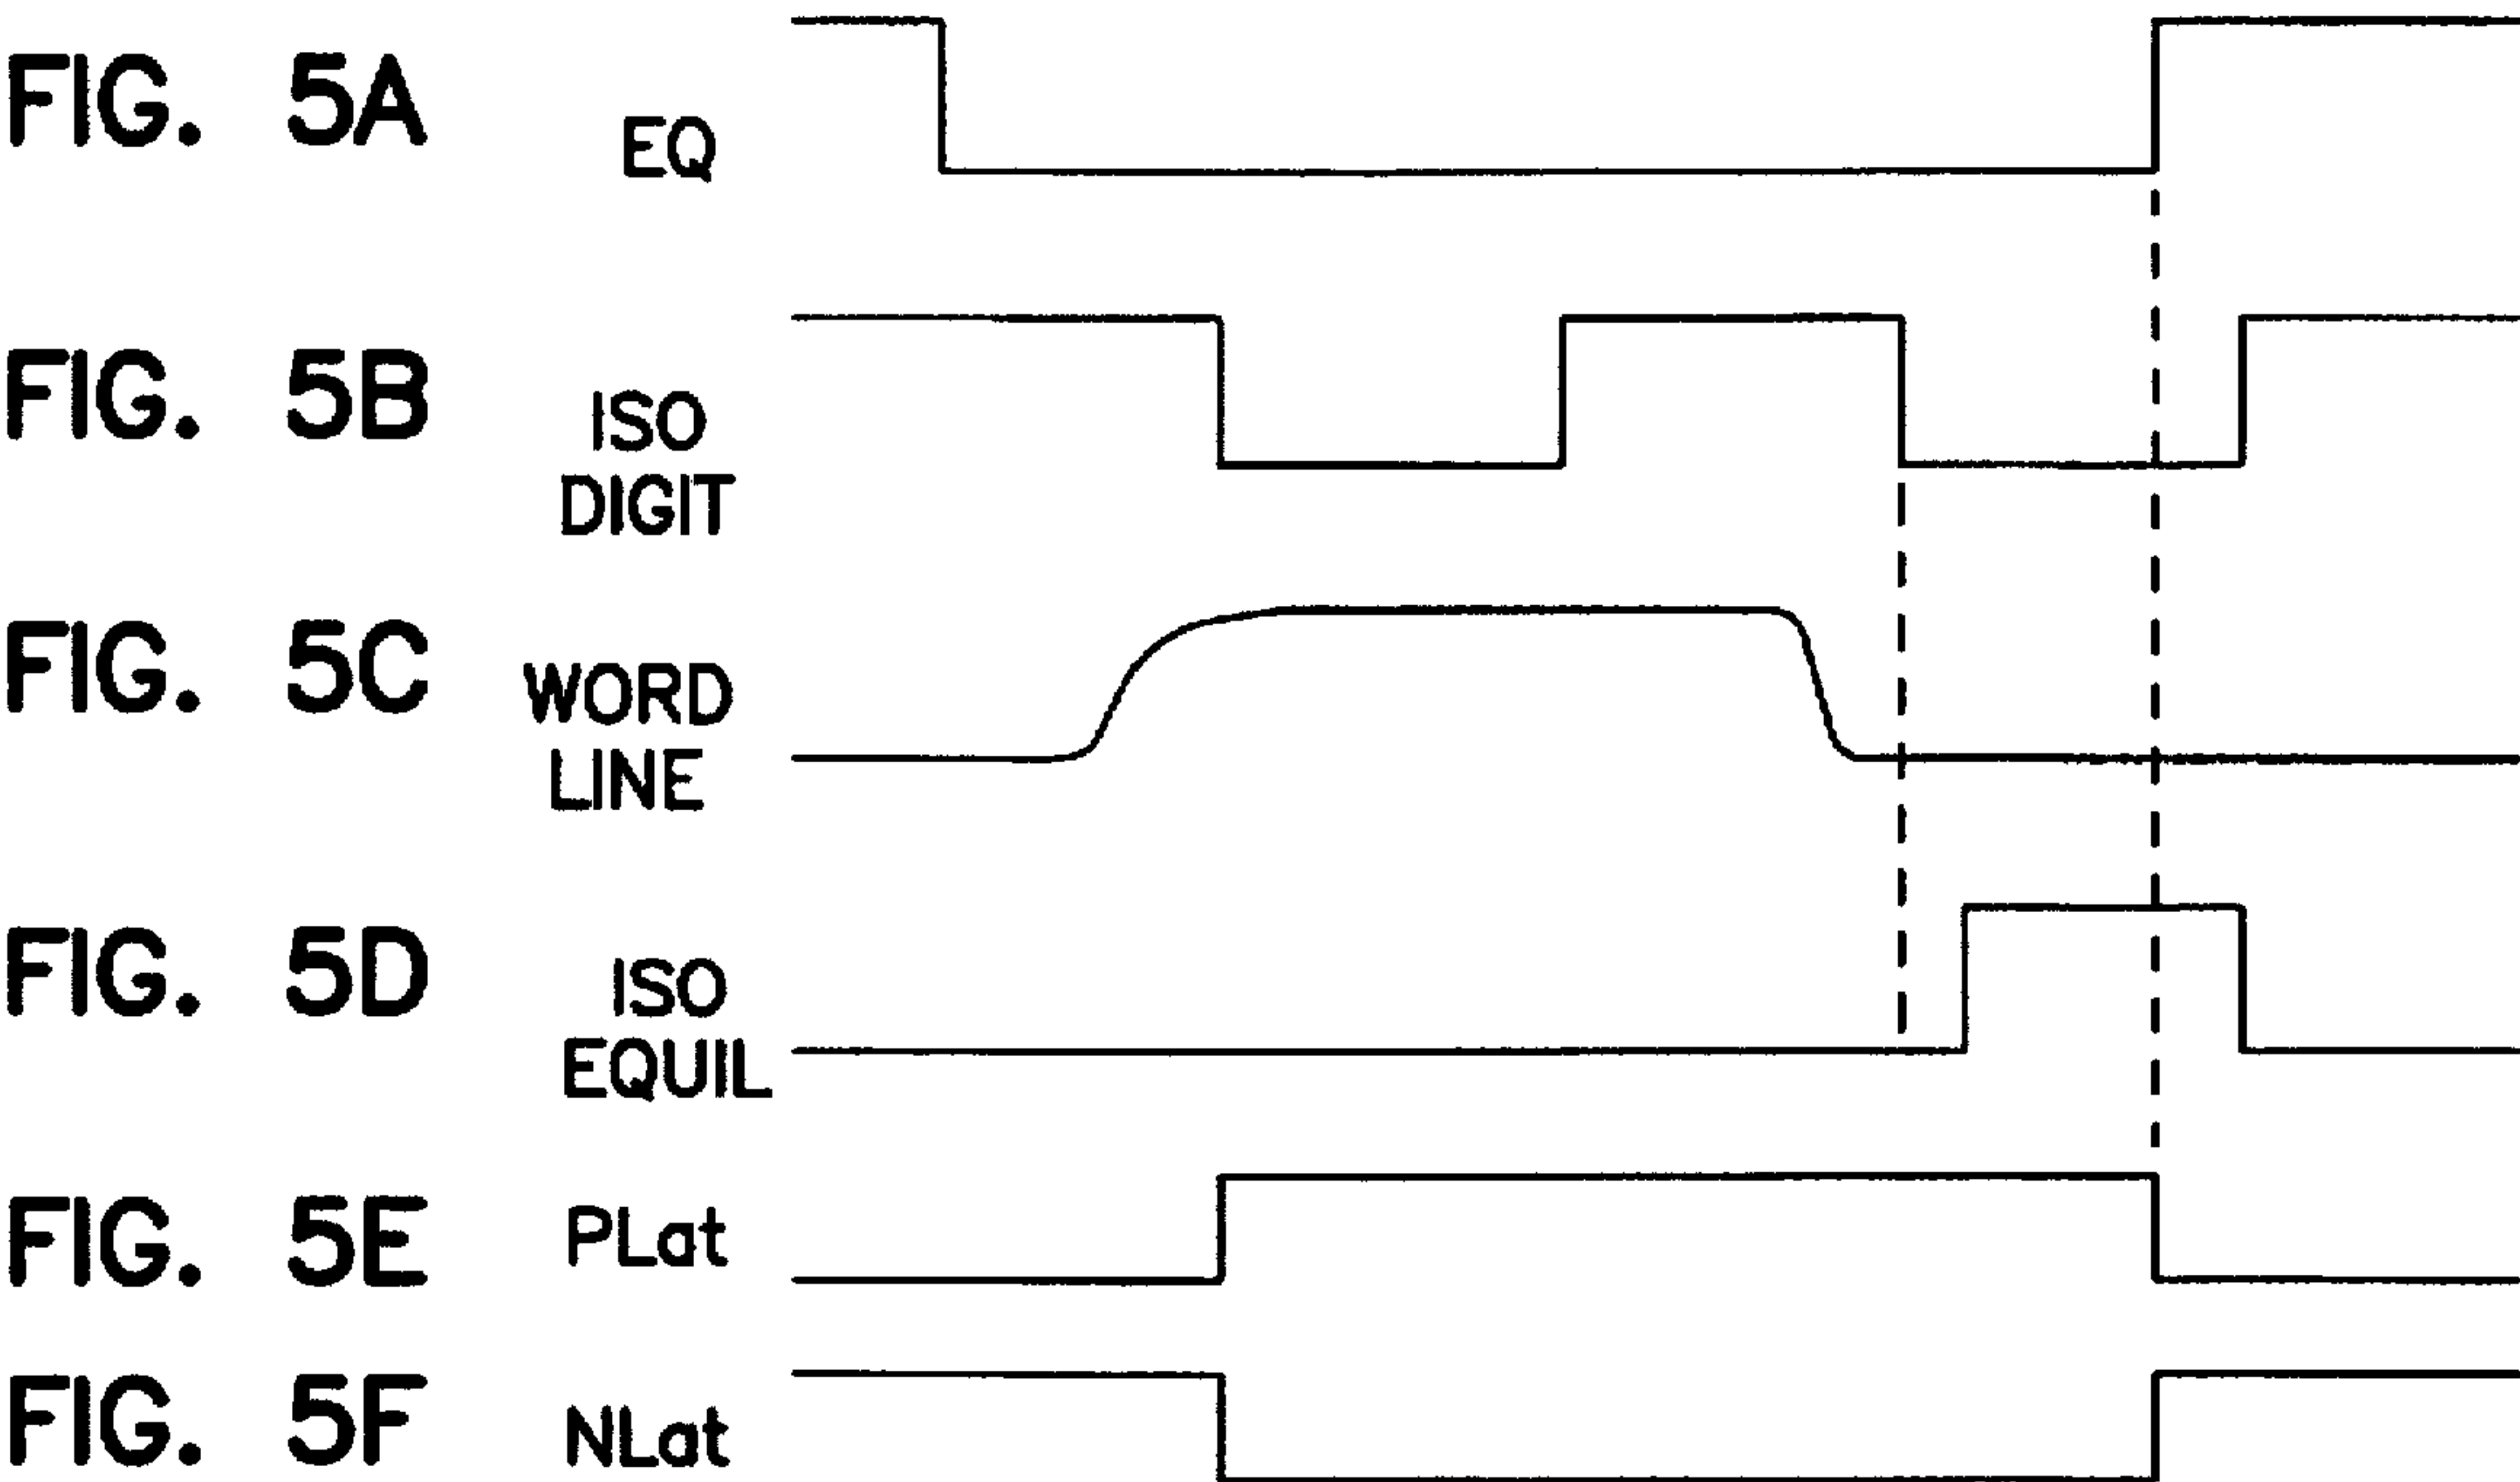 FIG. 5A
EQ
FIG. 5B
ISO
DIGIT
FIG. 5C
WORD
LINE
FIG. 5D
ISO
EQUIL
FIG. 5E
PLat
FIG. 5F
NLat